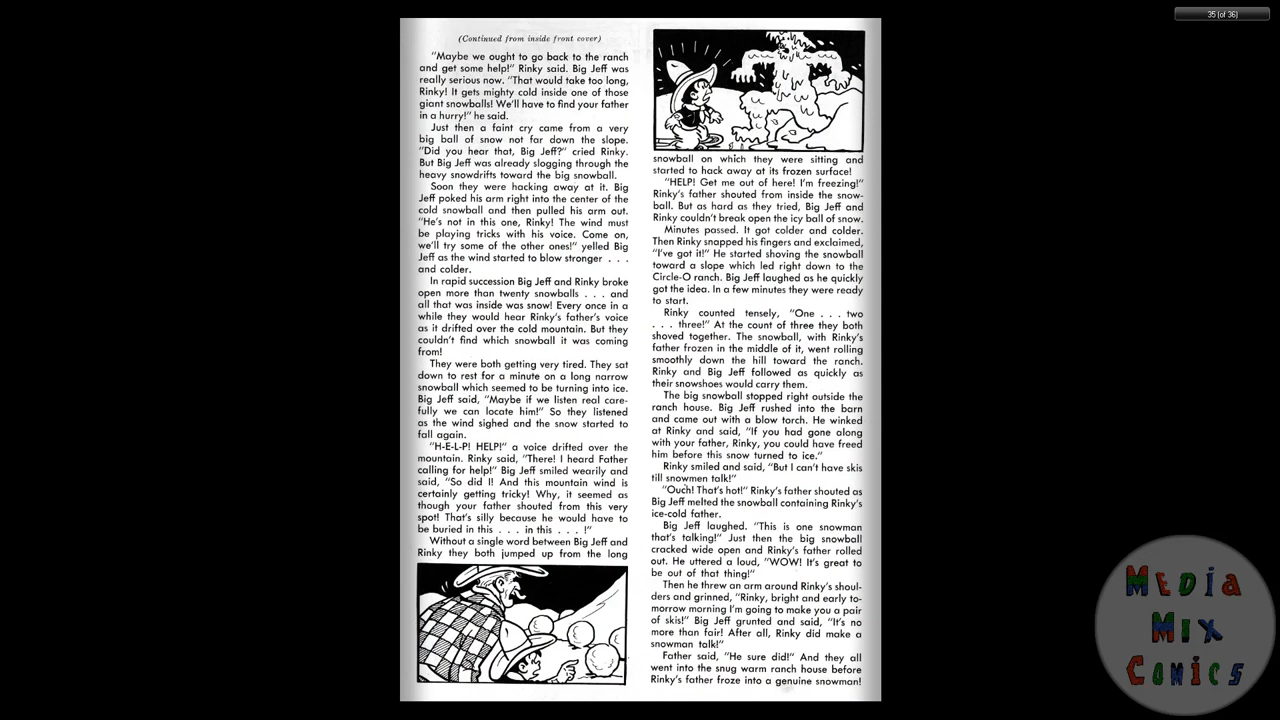 35 (of 36)
(Continued from inside front cover)
"Maybe we ought to go back to the ranch
and get some help!" Rinky said. Big Jeff was
really serious now. "That would take too long,
Rinky! It gets mighty cold inside one of those
giant snowballs! We'll have to find your father
in a hurry!" he said.
Just then a faint cry came from a very
big ball of snow not far down the slope.
"Did you hear that, Big Jeff?" cried Rinky.
But Big Jeff was already slogging through the
heavy snowdrifts toward the big snowball.
Soon they were hacking away at it. Big
Jeff poked his arm right into the center of the
cold snowball and then pulled his arm out.
"He's not in this one, Rinky! The wind must
be playing tricks with his voice. Come on,
we'll try some of the other ones!" yelled Big
Jeff as the wind started to blow stronger . . .
and colder.
In rapid succession Big Jeff and Rinky broke
open more than twenty snowballs . . . and
all that was inside was snow! Every once in a
while they would hear Rinky's father's voice
as it drifted over the cold mountain. But they
couldn't find which snowball it was coming
from!
They were both getting very tired. They sat
down to rest for a minute on a long narrow
snowball which seemed to be turning into ice.
Big Jeff said, "Maybe if we listen real care-
fully we can locate him!" So they listened
as the wind sighed and the snow started to
fall again.
"H-E-L-P! HELP!" a voice drifted over the
mountain. Rinky said, "There! I heard Father
calling for help!" Big Jeff smiled wearily and
said, "So did I! And this mountain wind is
certainly getting tricky! Why, it seemed as
though your father shouted from this very
spot! That's silly because he would have to
be buried in this . . . in this . . . !"
Without a single word between Big Jeff and
Rinky they both jumped up from the long
snowball on which they were sitting and
started to hack away at its frozen surface!
"HELP! Get me out of here! I'm freezing!"
Rinky's father shouted from inside the snow-
ball. But as hard as they tried, Big Jeff and
Rinky couldn't break open the icy ball of snow.
Minutes passed. It got colder and colder.
Then Rinky snapped his fingers and exclaimed,
"I've got it!" He started shoving the snowball
toward a slope which led right down to the
Circle-O ranch. Big Jeff laughed as he quickly
got the idea. In a few minutes they were ready
to start.
Rinky counted tensely, "One . . . two
. . . three!" At the count of three they both
shoved together. The snowball, with Rinky's
father frozen in the middle of it, went rolling
smoothly down the hill toward the ranch.
Rinky and Big Jeff followed as quickly as
their snowshoes would carry them.
The big snowball stopped right outside the
ranch house. Big Jeff rushed into the barn
and came out with a blow torch. He winked
at Rinky and said, "If you had gone along
with your father, Rinky, you could have freed
him before this snow turned to ice."
Rinky smiled and said, "But I can't have skis
till snowmen talk!"
"Ouch! That's hot!" Rinky's father shouted as
Big Jeff melted the snowball containing Rinky's
ice-cold father.
Big Jeff laughed. "This is one snowman
that's talking!" Just then the big snowball
cracked wide open and Rinky's father rolled
out. He uttered a loud, "WOW! It's great to
be out of that thing!"
Then he threw an arm around Rinky's shoul-
ders and grinned, "Rinky, bright and early to-
morrow morning I'm going to make you a pair
of skis!" Big Jeff grunted and said, "It's no
more than fair! After all, Rinky did make a
snowman talk!"
Father said, "He sure did!" And they all
went into the snug warm ranch house before
Rinky's father froze into a genuine snowman!
MEDIA
MIX
COMICS